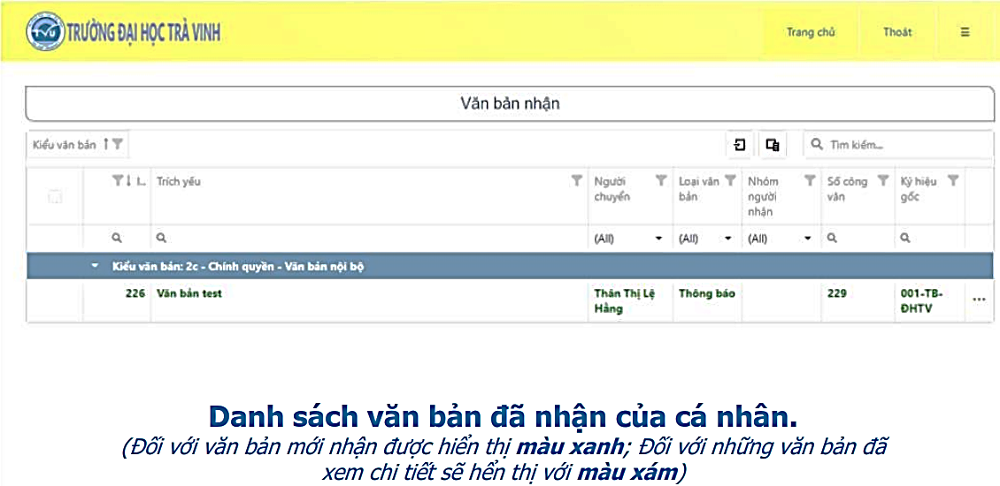 TVU TRƯỜNG ĐẠI HỌC TRÀ VINH
Trang chủ Thoát ☰
Văn bản nhận
Kiểu văn bản
Tìm kiếm...
I... Trích yếu Người chuyển Loại văn bản Nhóm người nhận Số công văn Ký hiệu gốc
(All) (All) (All)
Kiểu văn bản: 2c - Chính quyền - Văn bản nội bộ
226 Văn bản test Thân Thị Lệ Hằng Thông báo 229 001-TB-ĐHTV ...
Danh sách văn bản đã nhận của cá nhân.
(Đối với văn bản mới nhận được hiển thị màu xanh; Đối với những văn bản đã
xem chi tiết sẽ hển thị với màu xám)